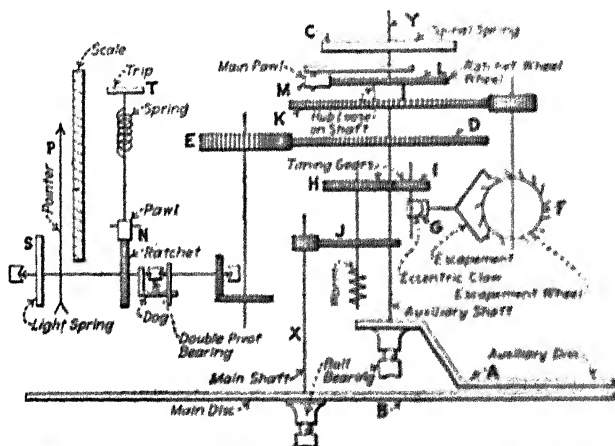 C
Y
Spiral Spring
Scale
Main Pawl
L
Ratchet Wheel
Wheel
Trip
T
M
K
Spring
Hub Loose
on Shaft
D
E
P
Timing Gears
I
H
Pointer
Pawl
N
J
G
F
S
Ratchet
Escapement
Eccentric Claw
Escapement Wheel
Spring
Light Spring
Dog
Double Pivot
Bearing
X
Auxiliary Shaft
Main Shaft
Ball
Bearing
A
Auxiliary Disc
Main Disc
B